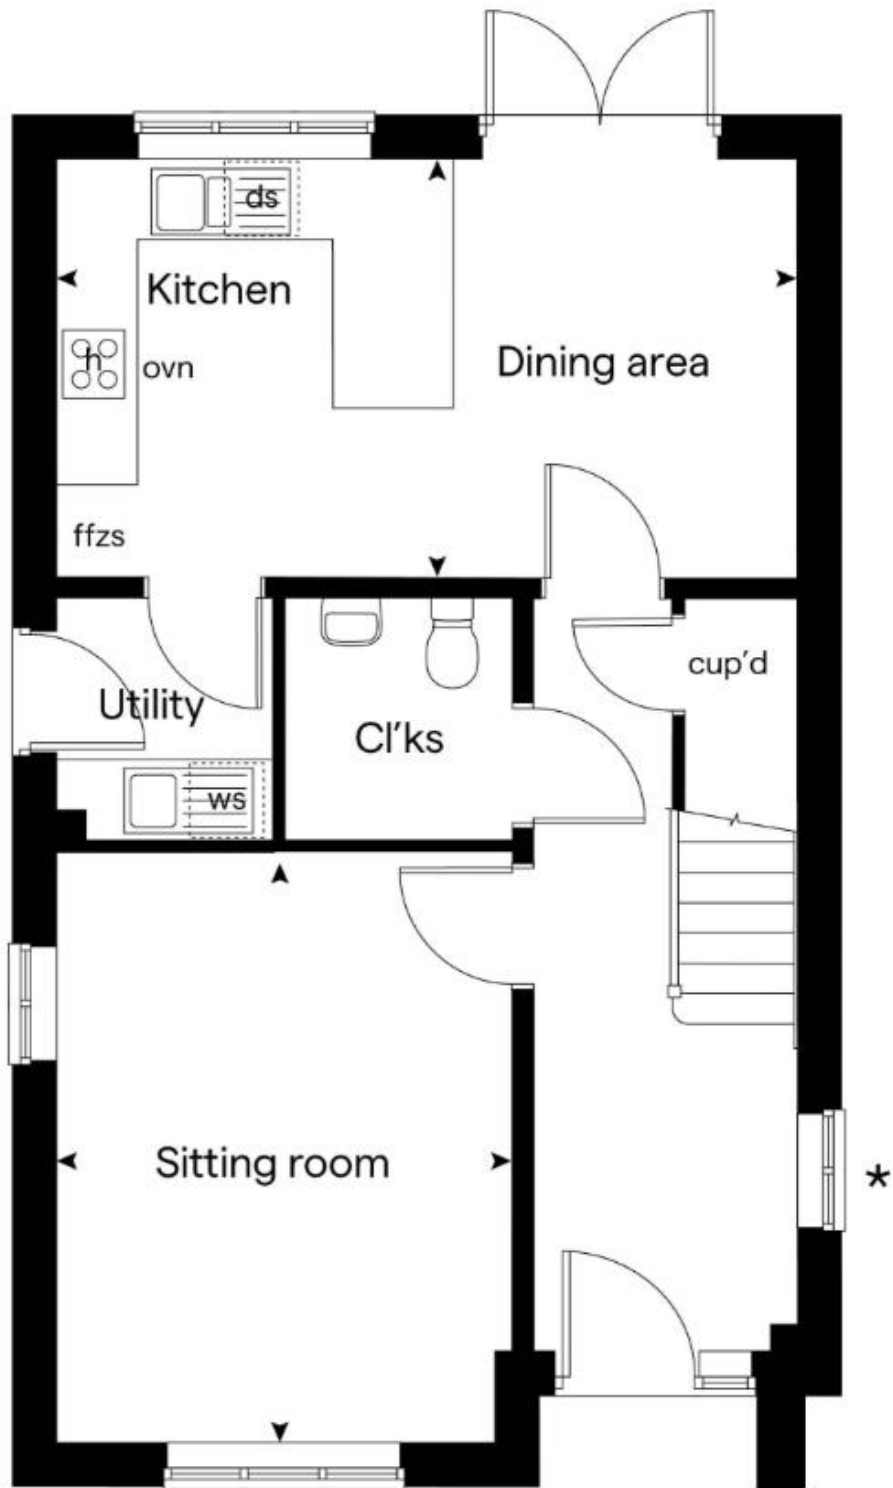 ds
Kitchen
h
ovn
Dining area
ffzs
Utility
cup'd
Cl'ks
ws
Sitting room
*